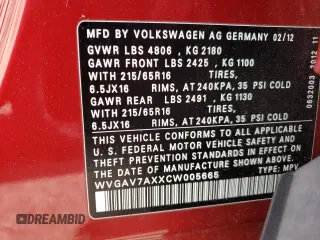 MFD BY VOLKSWAGEN AG GERMANY 02/12
GVWR LBS 4806 , KG 2180
GAWR FRONT LBS 2425 , KG 1100
WITH 215/65R16 TIRES,
6.5JX16 RIMS, AT 240KPA, 35 PSI COLD
GAWR REAR LBS 2491 , KG 1130
WITH 215/65R16 TIRES,
6.5JX16 RIMS, AT 240KPA, 35 PSI COLD
THIS VEHICLE CONFORMS TO ALL APPLICABLE
U. S. FEDERAL MOTOR VEHICLE SAFETY
STANDARDS IN EFFECT ON THE DATE OF
MANUFACTURE SHOWN ABOVE.
WVGAV7AXXCW005665 TYPE: MPV
0632003 2012 11
DREAMBID